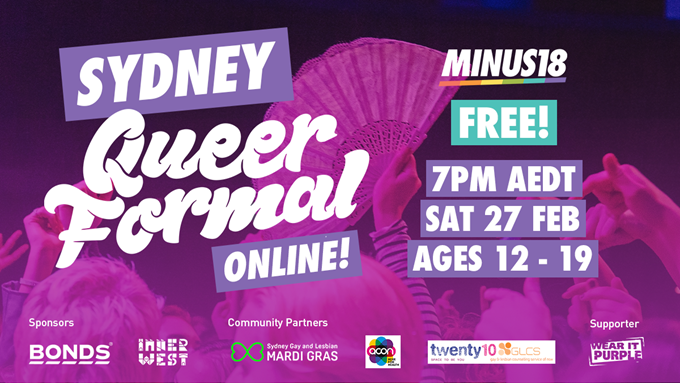 SYDNEY
Queer
Formal
ONLINE!
MINUS18
FREE!
7PM AEDT
SAT 27 FEB
AGES 12 - 19
Sponsors
BONDS
INNER
WEST
Community Partners
Sydney Gay and Lesbian
MARDI GRAS
acon
twenty10
GLCS
Supporter
WEAR IT
PURPLE